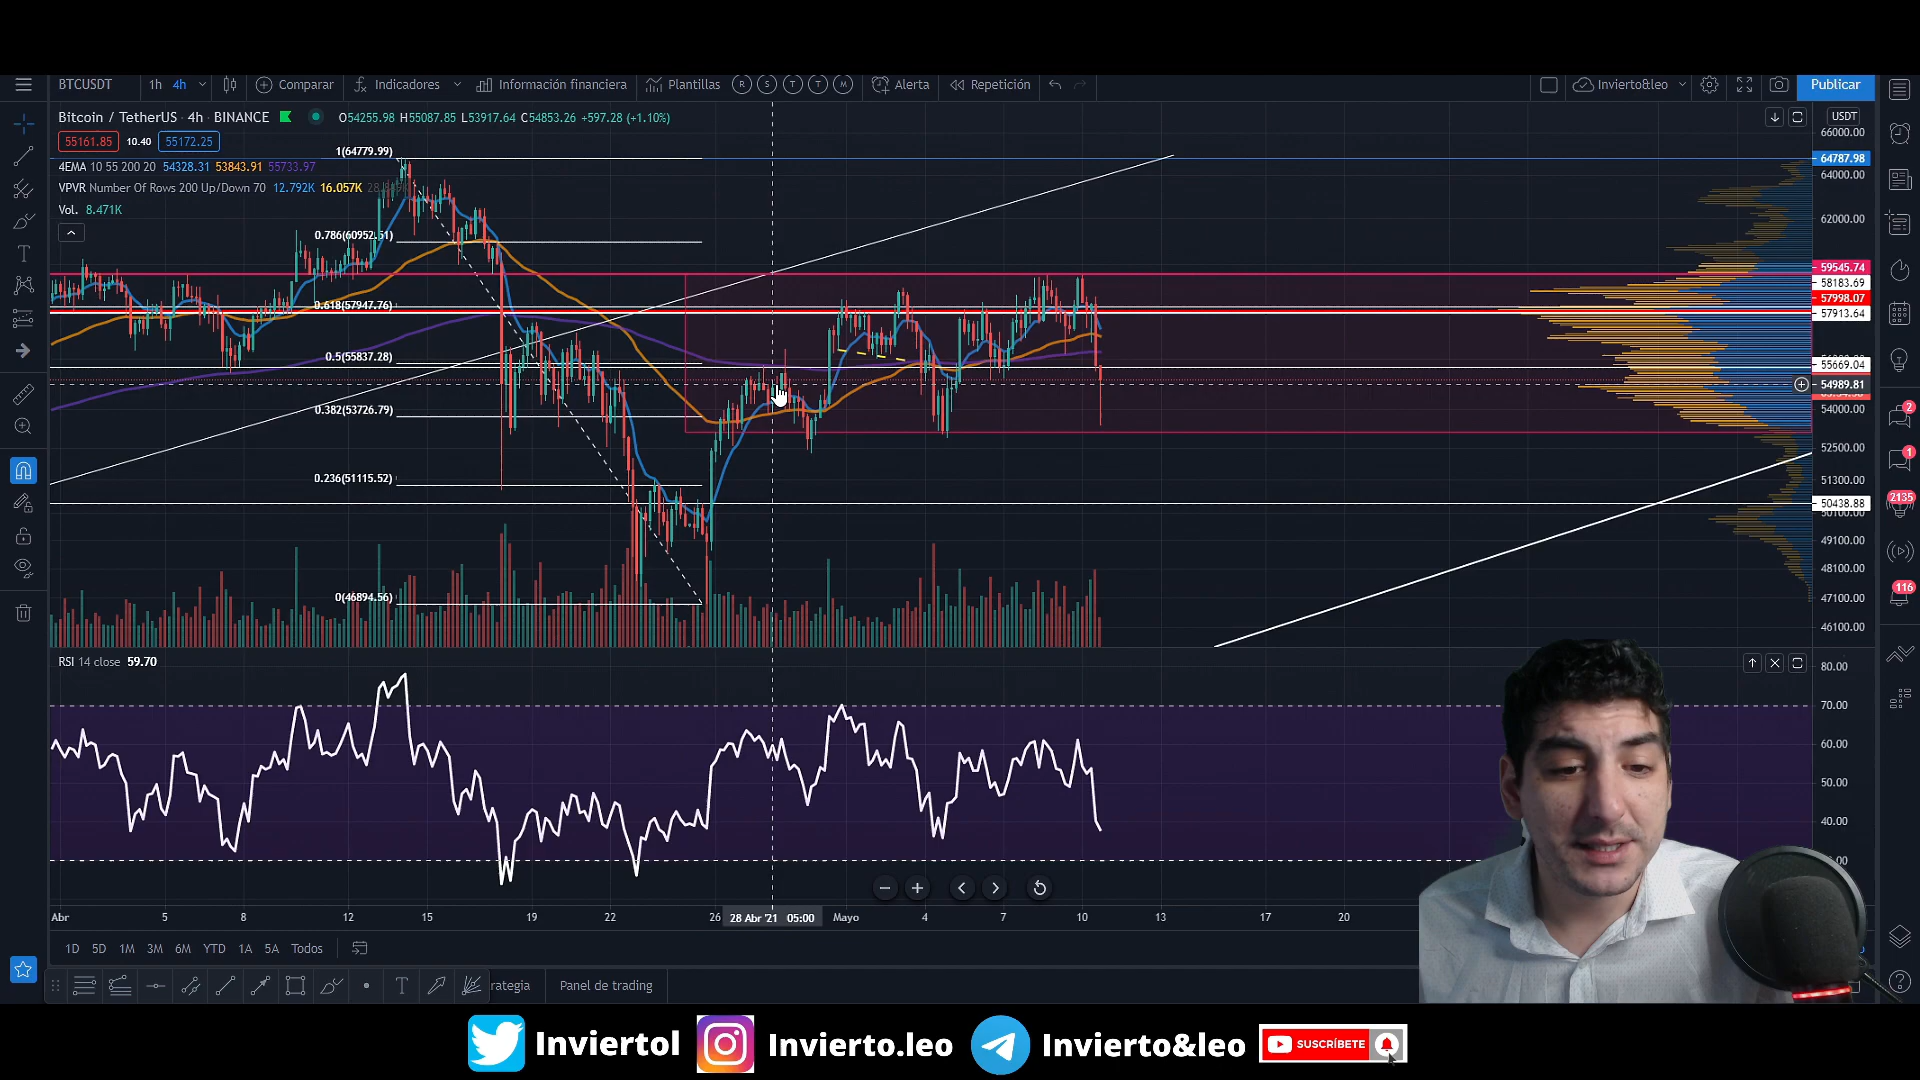 BTCUSDT 1h 4h Comparar Indicadores Información financiera Plantillas R S T T M Alerta Repetición Invierto&leo Publicar
Bitcoin / TetherUS · 4h · BINANCE O54255.98 H55087.85 L53917.64 C54853.26 +597.28 (+1.10%)
55161.85 10.40 55172.25
4EMA 10 55 200 20 54328.31 53843.91 55733.97
VPVR Number Of Rows 200 Up/Down 70 12.792K 16.057K
Vol. 8.471K
1(64779.99)
0.786(60952.51)
0.618(57947.76)
0.5(55837.28)
0.382(53726.79)
0.236(51115.52)
0(46894.56)
USDT
66000.00
64787.98
64000.00
62000.00
59545.74
58183.69
57998.07
57913.64
55669.04
54989.81
54000.00
52500.00
51300.00
50438.88
49100.00
48100.00
47100.00
46100.00
2
1
2135
116
RSI 14 close 59.70
80.00
70.00
60.00
50.00
40.00
Abr 5 8 12 15 19 22 26 28 Abr '21 05:00 Mayo 4 7 10 13 17 20
1D 5D 1M 3M 6M YTD 1A 5A Todos
rategia Panel de trading
Inviertol Invierto.leo Invierto&leo SUSCRÍBETE